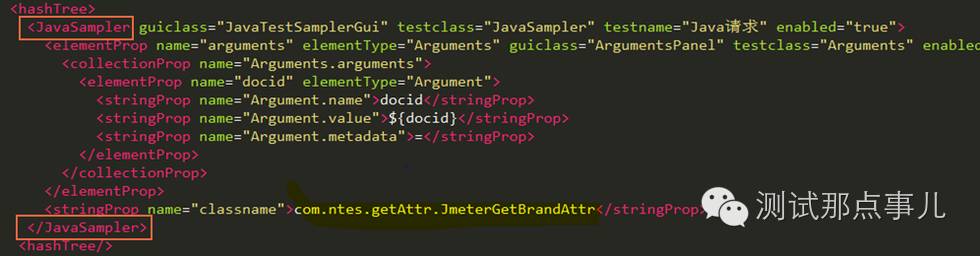 <hashTree>
<JavaSampler guiclass="JavaTestSamplerGui" testclass="JavaSampler" testname="Java请求" enabled="true">
<elementProp name="arguments" elementType="Arguments" guiclass="ArgumentsPanel" testclass="Arguments" enabled
<collectionProp name="Arguments.arguments">
<elementProp name="docid" elementType="Argument">
<stringProp name="Argument.name">docid</stringProp>
<stringProp name="Argument.value">${docid}</stringProp>
<stringProp name="Argument.metadata">=</stringProp>
</elementProp>
</collectionProp>
</elementProp>
<stringProp name="classname">com.ntes.getAttr.JmeterGetBrandAttr</stringProp>
</JavaSampler>
<hashTree/>
测试那点事儿